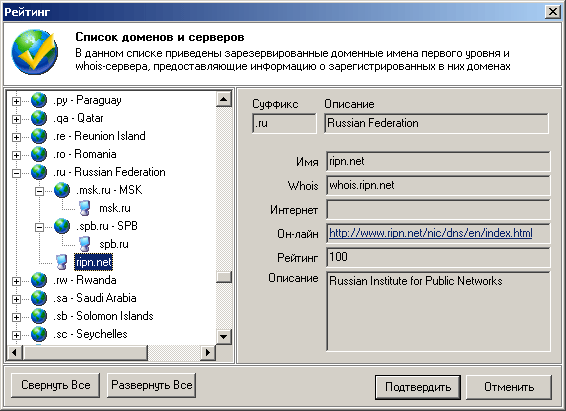 Рейтинг
Список доменов и серверов
В данном списке приведены зарезервированные доменные имена первого уровня и
whois-сервера, предоставляющие информацию о зарегистрированных в них доменах
.py - Paraguay
.qa - Qatar
.re - Reunion Island
.ro - Romania
.ru - Russian Federation
.msk.ru - MSK
msk.ru
.spb.ru - SPB
spb.ru
ripn.net
.rw - Rwanda
.sa - Saudi Arabia
.sb - Solomon Islands
.sc - Seychelles
Суффикс Описание
.ru Russian Federation
Имя ripn.net
Whois whois.ripn.net
Интернет
Он-лайн http://www.ripn.net/nic/dns/en/index.html
Рейтинг 100
Описание Russian Institute for Public Networks
Свернуть Все Развернуть Все Подтвердить Отменить